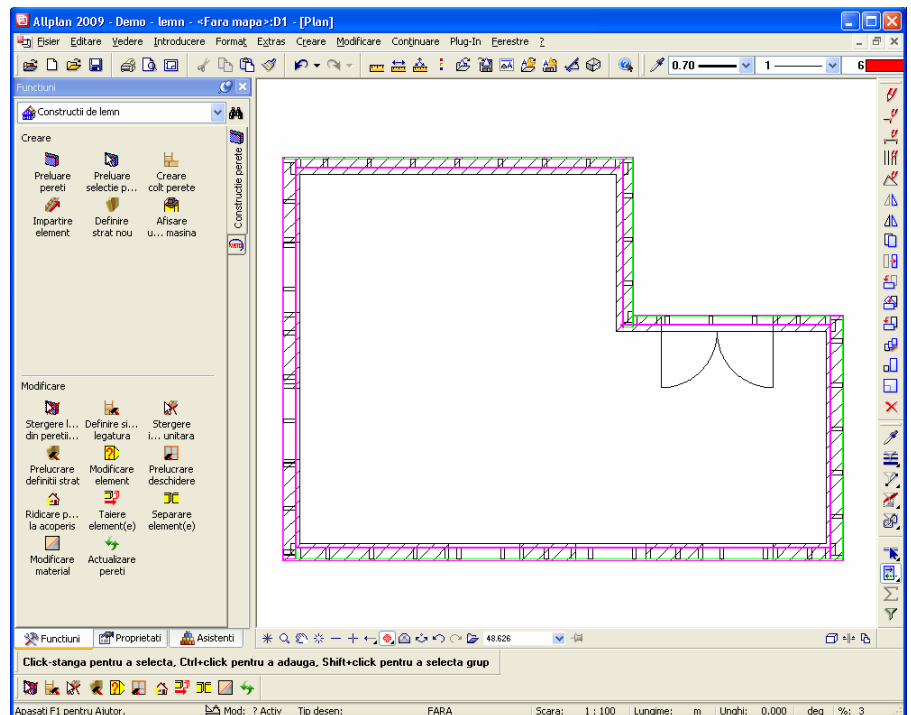 Allplan 2009 - Demo - lemn - <Fara mapa>:D1 - [Plan]
Fisier Editare Vedere Introducere Format Extras Creare Modificare Continuare Plug-In Ferestre ?
0.70 1 6
Functiuni
Constructii de lemn
Creare
Preluare pereti
Preluare selectie p...
Creare colt perete
Impartire element
Definire strat nou
Afisare u... masina
Constructie perete
Modificare
Stergere l... din peretii...
Definire si... legatura
Stergere i... unitara
Prelucrare definitii strat
Modificare element
Prelucrare deschidere
Ridicare p... la acoperis
Taiere element(e)
Separare element(e)
Modificare material
Actualizare pereti
Functiuni Proprietati Asistenti
48.626
Click-stanga pentru a selecta, Ctrl+click pentru a adauga, Shift+click pentru a selecta grup
Apasati F1 pentru Ajutor. Mod: ? Activ Tip desen: FARA Scara: 1 : 100 Lungime: m Unghi: 0.000 deg %: 3